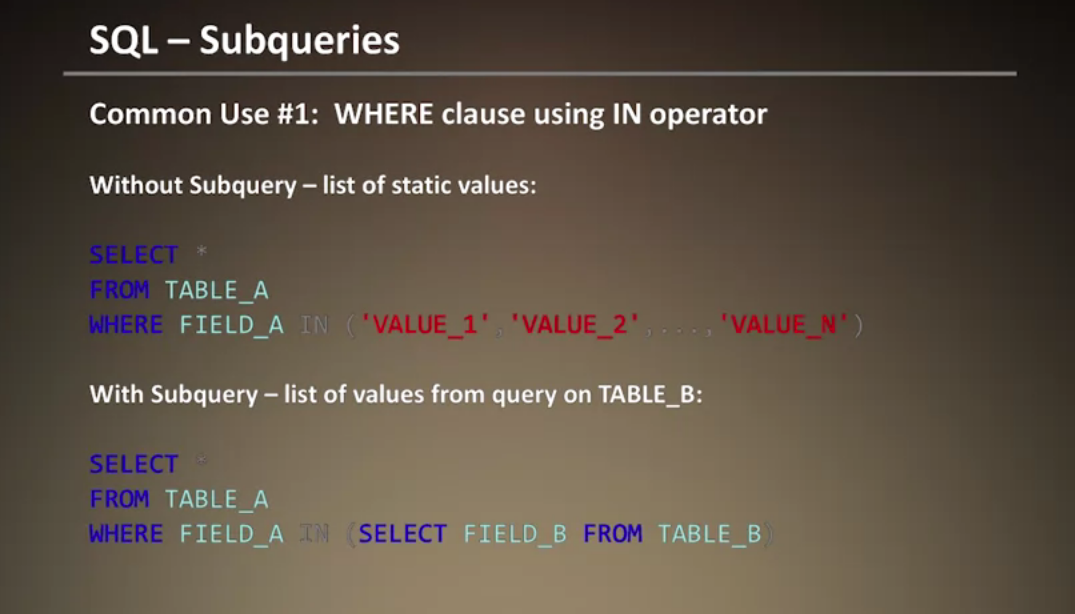 SQL – Subqueries
Common Use #1:  WHERE clause using IN operator
Without Subquery – list of static values:
SELECT *
FROM TABLE_A
WHERE FIELD_A IN ('VALUE_1','VALUE_2',...,'VALUE_N')
With Subquery – list of values from query on TABLE_B:
SELECT *
FROM TABLE_A
WHERE FIELD_A IN (SELECT FIELD_B FROM TABLE_B)